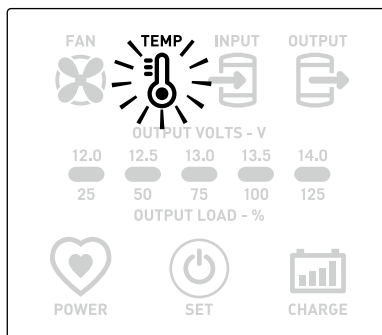 FAN TEMP INPUT OUTPUT
OUTPUT VOLTS - V
12.0 12.5 13.0 13.5 14.0
25 50 75 100 125
OUTPUT LOAD - %
POWER SET CHARGE